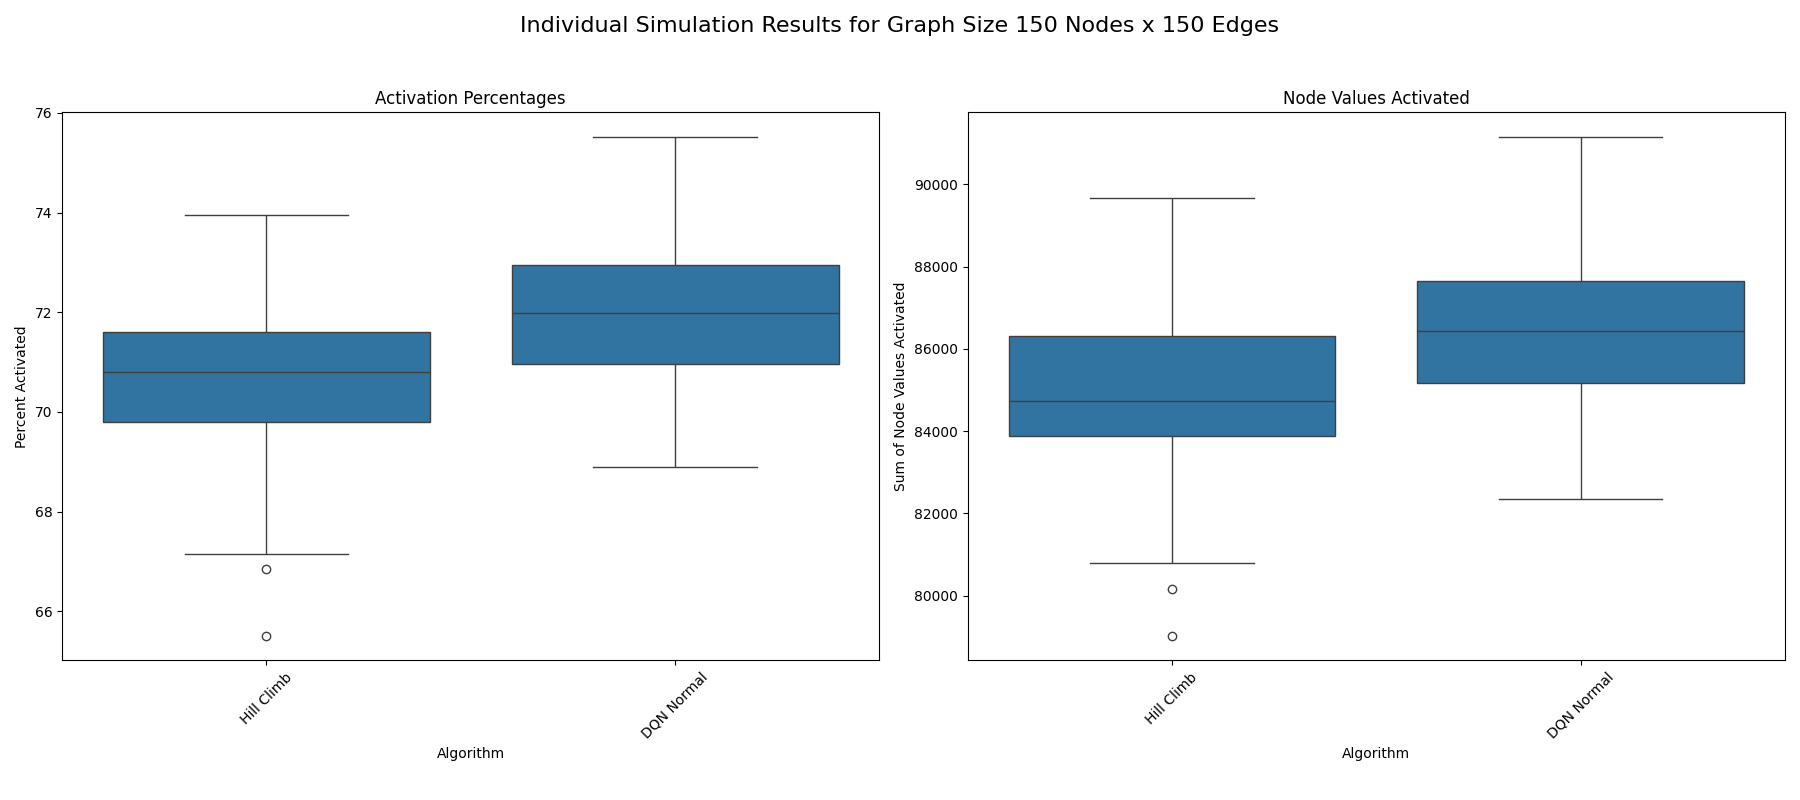 Individual Simulation Results for Graph Size 150 Nodes x 150 Edges
Activation Percentages
76
74
72
70
68
66
Percent Activated
Hill Climb
DQN Normal
Algorithm
Node Values Activated
90000
88000
86000
84000
82000
80000
Sum of Node Values Activated
Hill Climb
DQN Normal
Algorithm